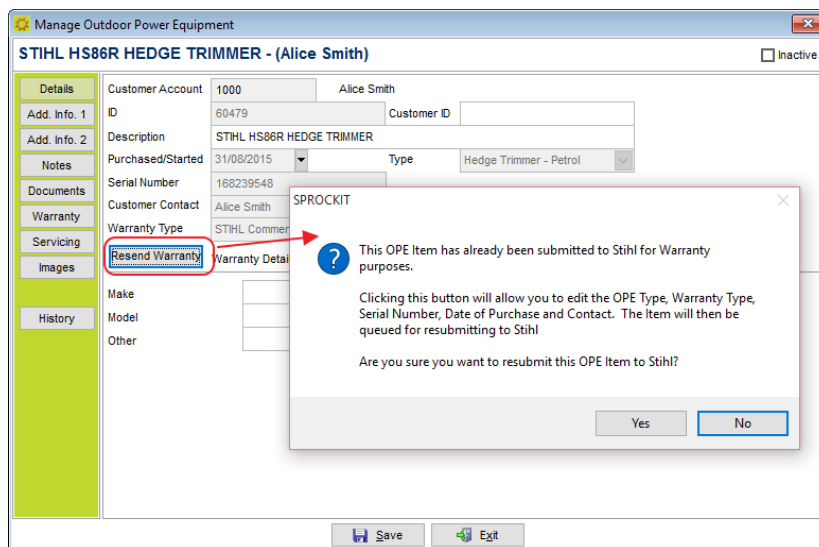 Manage Outdoor Power Equipment
STIHL HS86R HEDGE TRIMMER - (Alice Smith)
Inactive
Details
Customer Account 1000 Alice Smith
Add. Info. 1
ID 60479 Customer ID
Add. Info. 2
Description STIHL HS86R HEDGE TRIMMER
Notes
Purchased/Started 31/08/2015 Type Hedge Trimmer - Petrol
Documents
Serial Number 168239548
Warranty
Customer Contact Alice Smith
Servicing
Warranty Type STIHL Commer
Images
Resend Warranty Warranty Detai
History
Make
Model
Other
SPROCKIT
This OPE Item has already been submitted to Stihl for Warranty
purposes.
Clicking this button will allow you to edit the OPE Type, Warranty Type,
Serial Number, Date of Purchase and Contact. The Item will then be
queued for resubmitting to Stihl
Are you sure you want to resubmit this OPE Item to Stihl?
Yes No
Save Exit